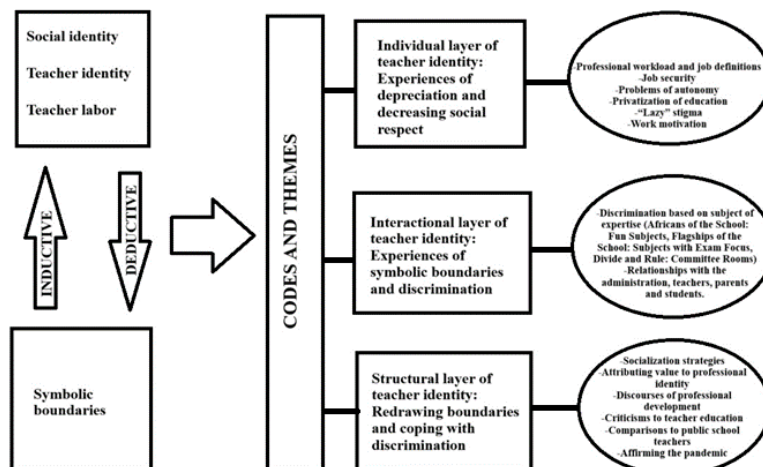 Social identity
Teacher identity
Teacher labor
INDUCTIVE
DEDUCTIVE
Symbolic
boundaries
CODES AND THEMES
Individual layer of
teacher identity:
Experiences of
depreciation and
decreasing social
respect
-Professional workload and job definitions
-Job security
-Problems of autonomy
-Privatization of education
-“Lazy” stigma
-Work motivation
Interactional layer of
teacher identity:
Experiences of
symbolic boundaries
and discrimination
-Discrimination based on subject of
expertise (Africans of the School:
Fun Subjects, Flagships of the
School: Subjects with Exam Focus,
Divide and Rule: Committee Rooms)
-Relationships with the
administration, teachers, parents
and students.
Structural layer of
teacher identity:
Redrawing boundaries
and coping with
discrimination
-Socialization strategies
-Attributing value to professional
identity
-Discourses of professional
development
-Criticisms to teacher education
-Comparisons to public school
teachers
-Affirming the pandemic